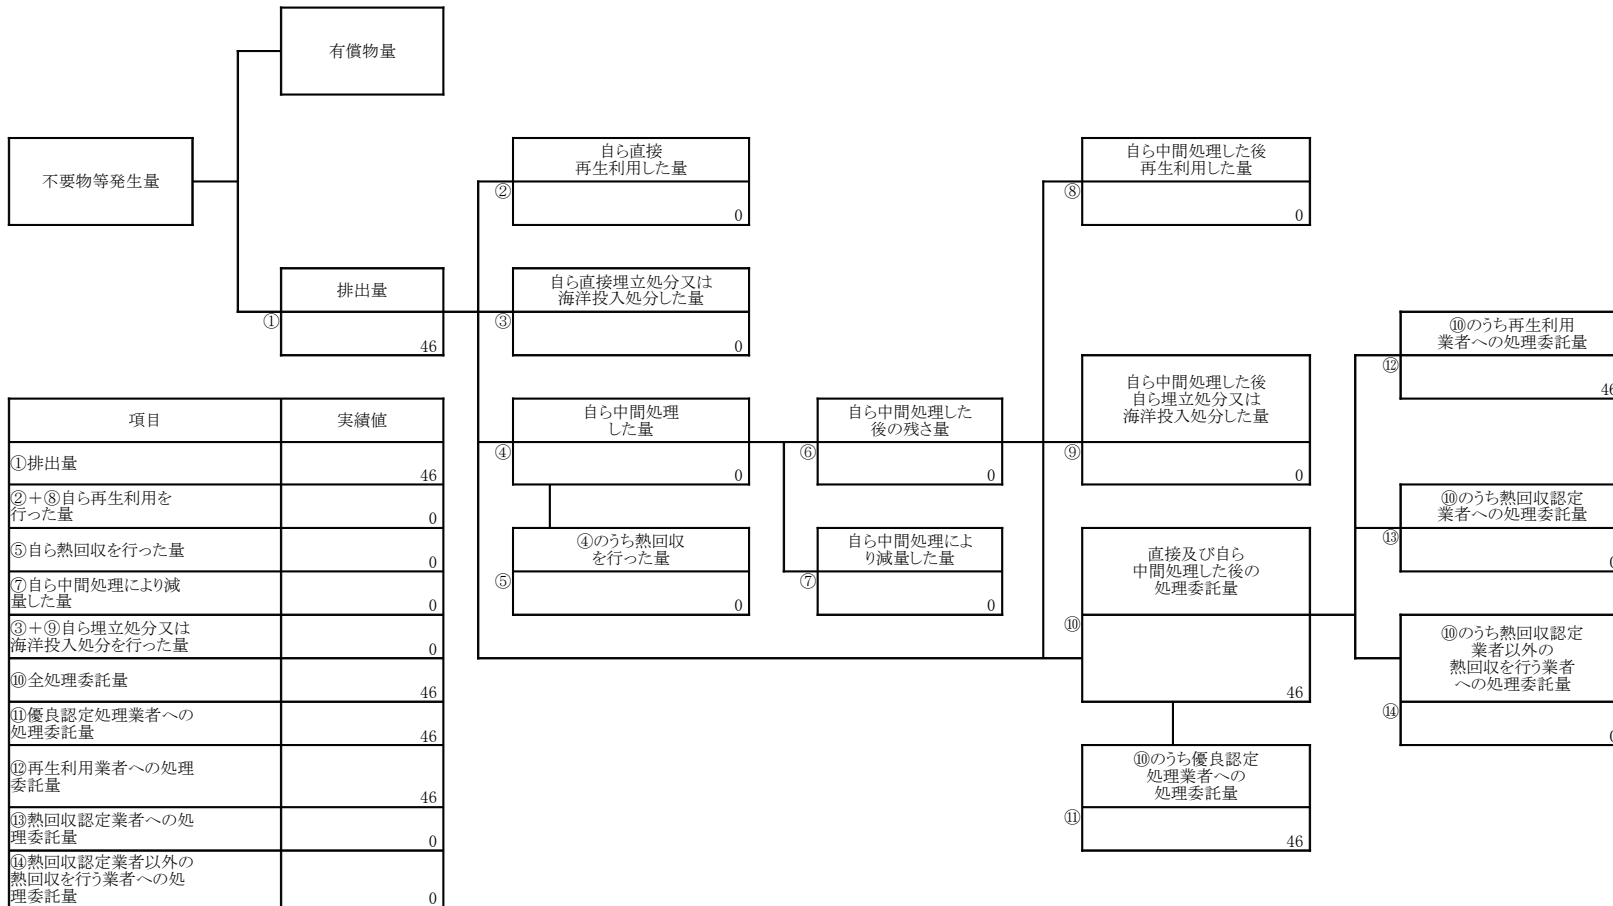 有償物量
不要物等発生量
排出量
①
46
自ら直接
再生利用した量
②
0
自ら直接埋立処分又は
海洋投入処分した量
③
0
自ら中間処理
した量
④
0
④のうち熱回収
を行った量
⑤
0
自ら中間処理した
後の残さ量
⑥
0
自ら中間処理によ
り減量した量
⑦
0
自ら中間処理した後
再生利用した量
⑧
0
自ら中間処理した後
自ら埋立処分又は
海洋投入処分した量
⑨
0
直接及び自ら
中間処理した後の
処理委託量
⑩
46
⑩のうち優良認定
処理業者への
処理委託量
⑪
46
⑩のうち再生利用
業者への処理委託量
⑫
46
⑩のうち熱回収認定
業者への処理委託量
⑬
0
⑩のうち熱回収認定
業者以外の
熱回収を行う業者
への処理委託量
⑭
0
項目 実績値
①排出量
46
②＋⑧自ら再生利用を
行った量
0
⑤自ら熱回収を行った量
0
⑦自ら中間処理により減
量した量
0
③＋⑨自ら埋立処分又は
海洋投入処分を行った量
0
⑩全処理委託量
46
⑪優良認定処理業者への
処理委託量
46
⑫再生利用業者への処理
委託量
46
⑬熱回収認定業者への処
理委託量
0
⑭熱回収認定業者以外の
熱回収を行う業者への処
理委託量
0